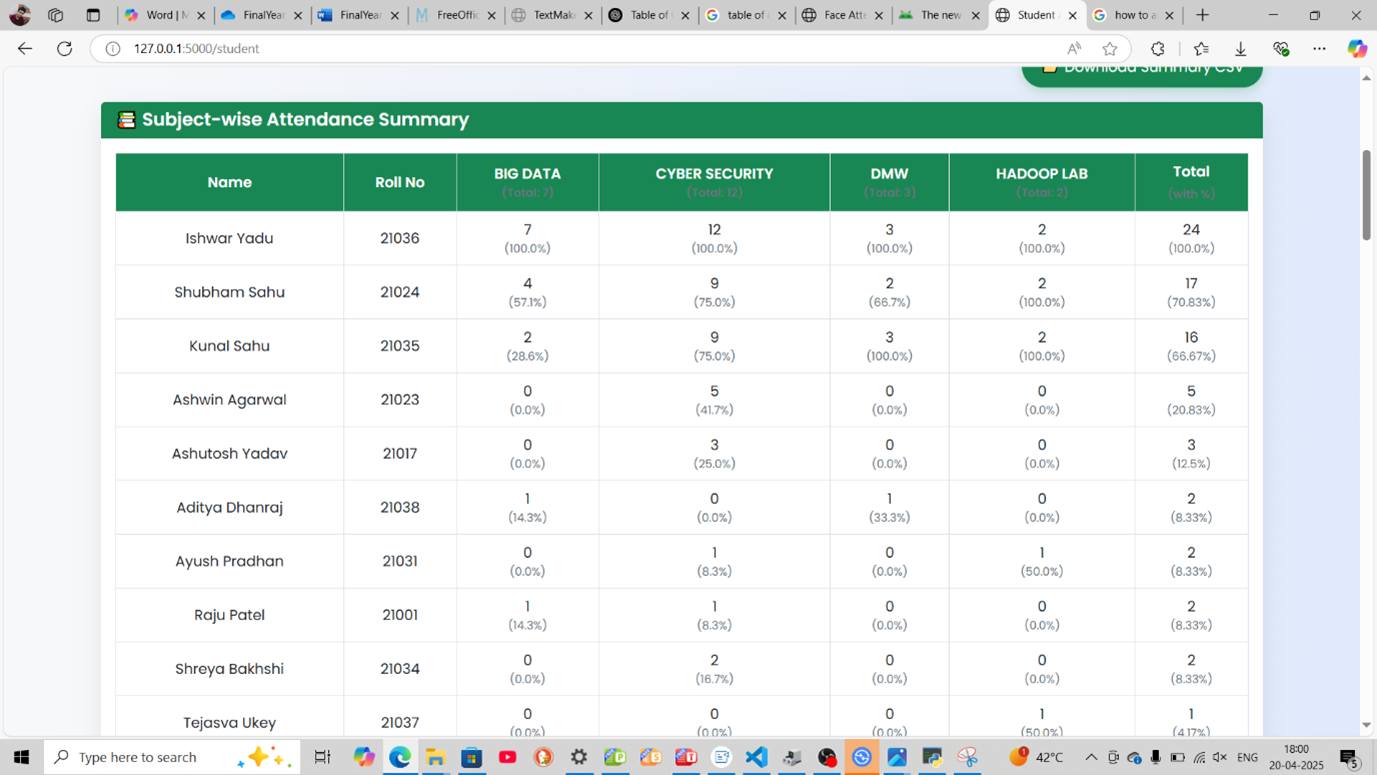 Word | M
FinalYear
FinalYear
FreeOffic
TextMake
Table of C
table of c
Face Atte
The new
Student A
how to a
127.0.0.1:5000/student
Download Summary CSV
Subject-wise Attendance Summary
Name Roll No BIG DATA CYBER SECURITY DMW HADOOP LAB Total
(Total: 7) (Total: 12) (Total: 3) (Total: 2) (with %)
Ishwar Yadu 21036 7 12 3 2 24
(100.0%) (100.0%) (100.0%) (100.0%) (100.0%)
Shubham Sahu 21024 4 9 2 2 17
(57.1%) (75.0%) (66.7%) (100.0%) (70.83%)
Kunal Sahu 21035 2 9 3 2 16
(28.6%) (75.0%) (100.0%) (100.0%) (66.67%)
Ashwin Agarwal 21023 0 5 0 0 5
(0.0%) (41.7%) (0.0%) (0.0%) (20.83%)
Ashutosh Yadav 21017 0 3 0 0 3
(0.0%) (25.0%) (0.0%) (0.0%) (12.5%)
Aditya Dhanraj 21038 1 0 1 0 2
(14.3%) (0.0%) (33.3%) (0.0%) (8.33%)
Ayush Pradhan 21031 0 1 0 1 2
(0.0%) (8.3%) (0.0%) (50.0%) (8.33%)
Raju Patel 21001 1 1 0 0 2
(14.3%) (8.3%) (0.0%) (0.0%) (8.33%)
Shreya Bakhshi 21034 0 2 0 0 2
(0.0%) (16.7%) (0.0%) (0.0%) (8.33%)
Tejasva Ukey 21037 0 0 0 1 1
(0.0%) (0.0%) (0.0%) (50.0%) (4.17%)
Type here to search
42°C
ENG
18:00
20-04-2025
5